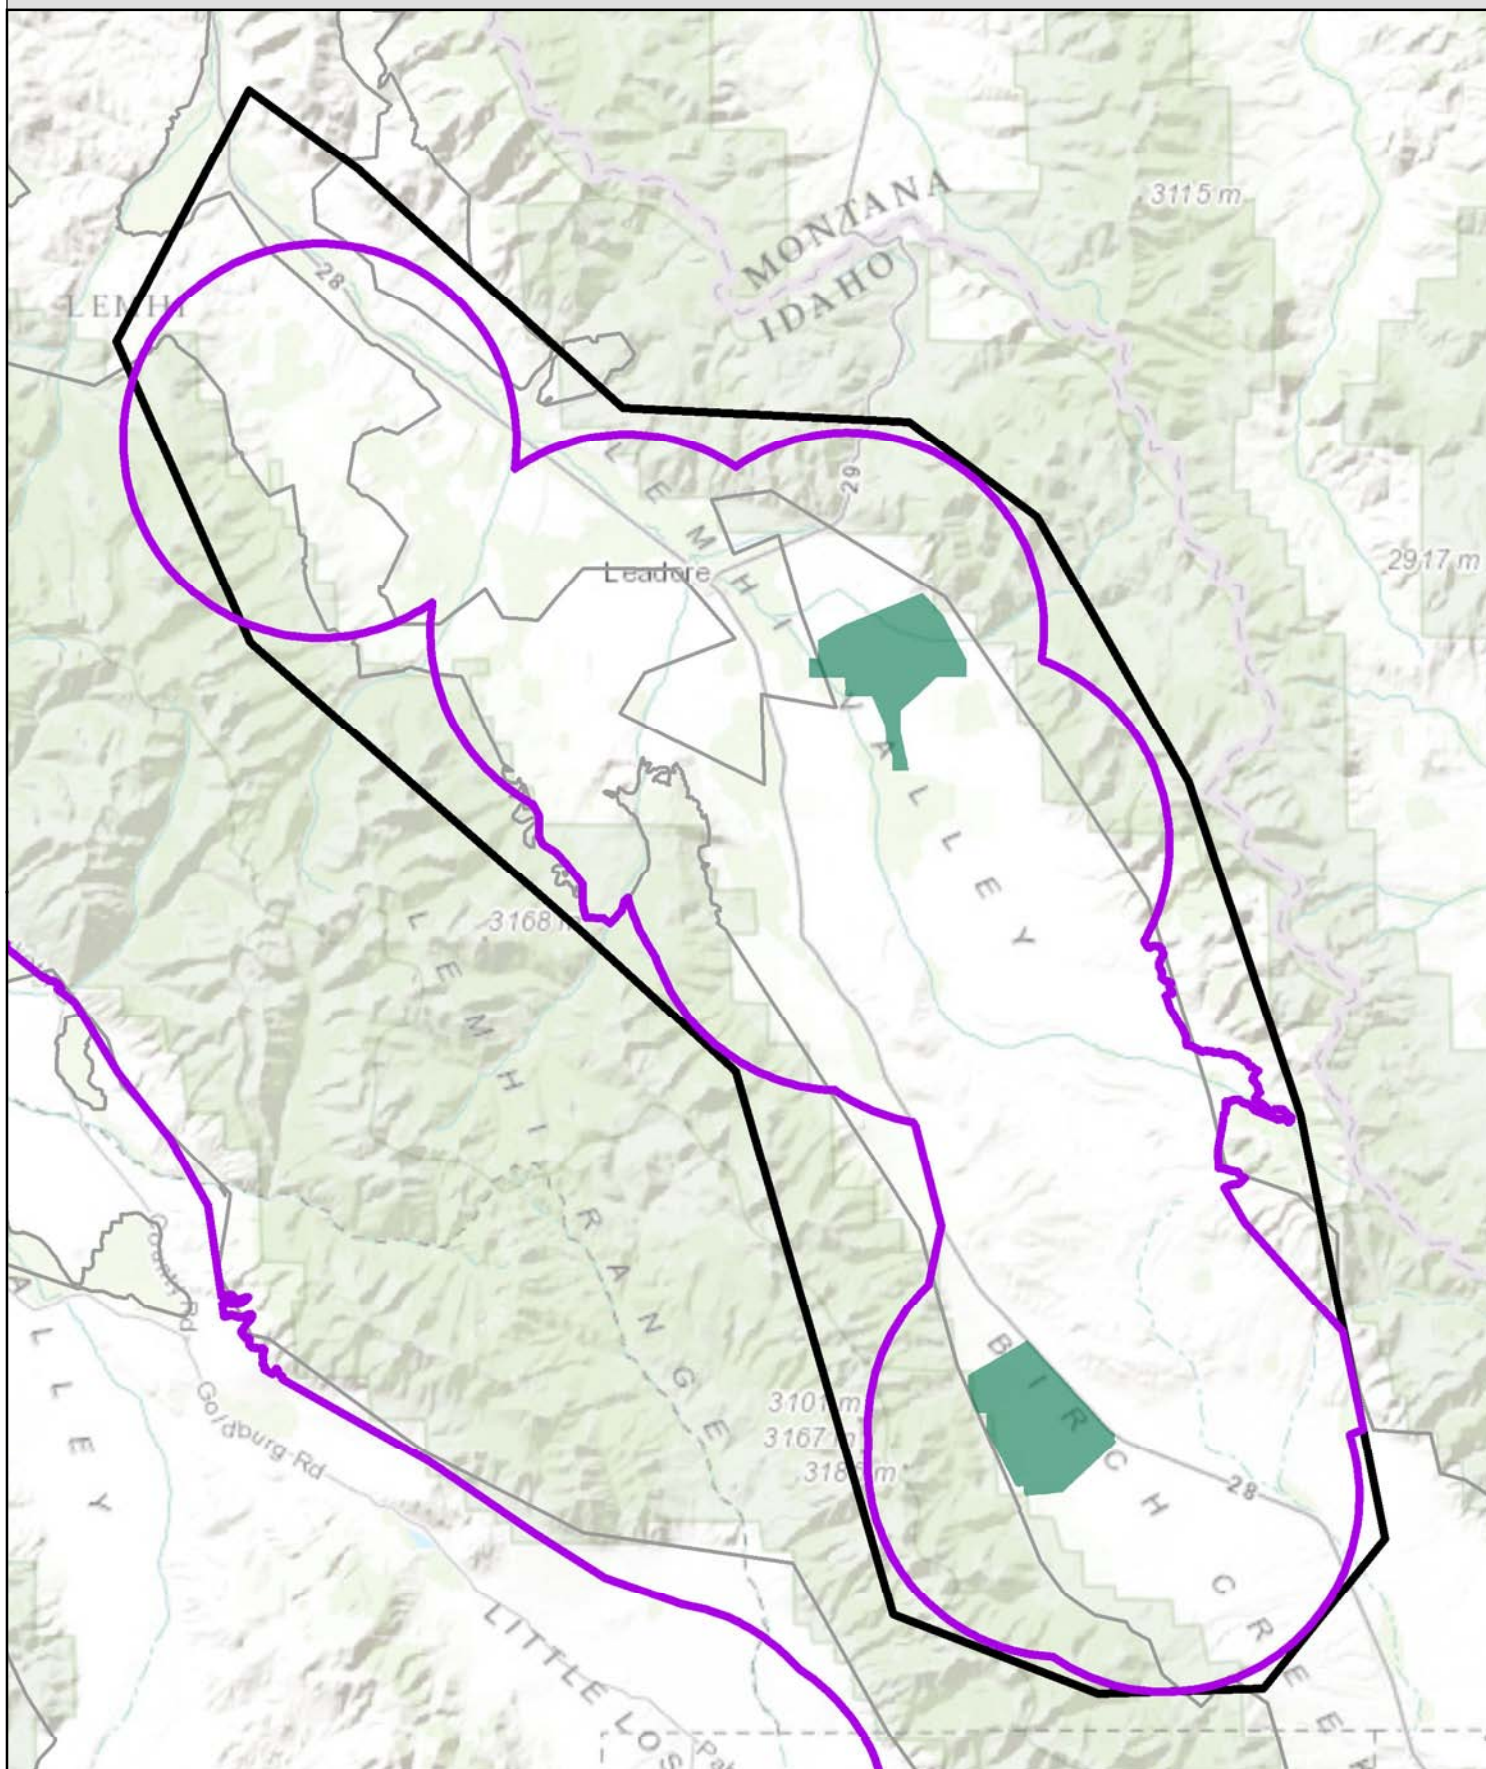 MONTANA
IDAHO
3115 m
LEMHI
28
29
2917 m
Leadore
LEMHI VALLEY
3168 m
LEMHI RANGE
VALLEY
Goldburg Rd
3101 m
3167 m
BIRCH CREEK
28
LITTLE LOS